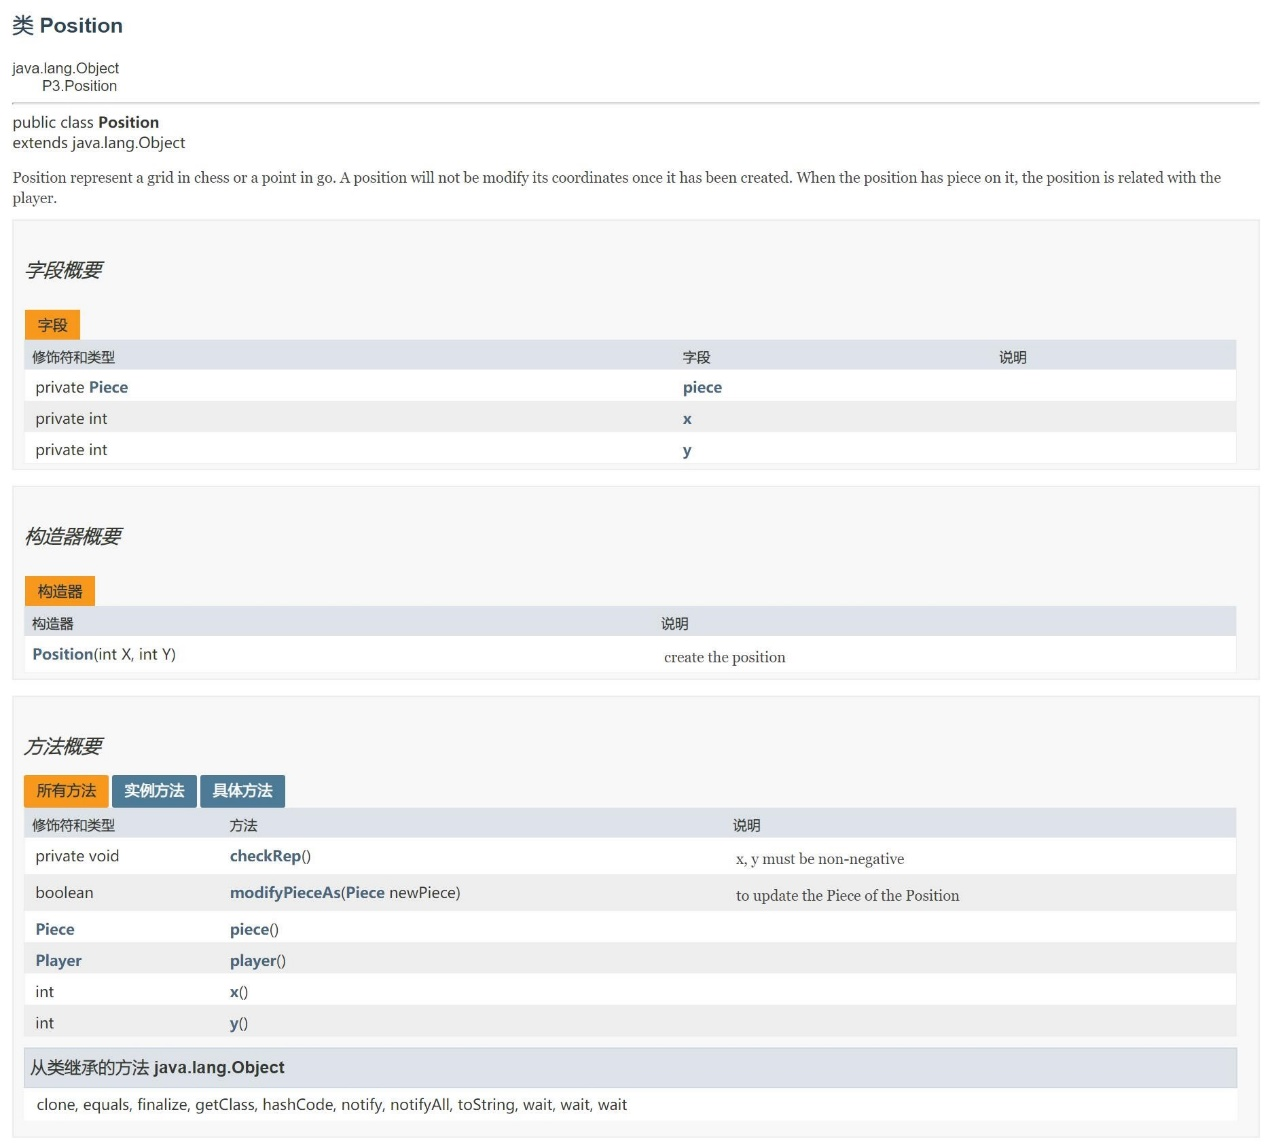 类 Position
java.lang.Object
P3.Position
public class Position
extends java.lang.Object
Position represent a grid in chess or a point in go. A position will not be modify its coordinates once it has been created. When the position has piece on it, the position is related with the
player.
字段概要
字段
修饰符和类型 字段 说明
private Piece piece
private int x
private int y
构造器概要
构造器
构造器 说明
Position(int X, int Y) create the position
方法概要
所有方法 实例方法 具体方法
修饰符和类型 方法 说明
private void checkRep() x, y must be non-negative
boolean modifyPieceAs(Piece newPiece) to update the Piece of the Position
Piece piece()
Player player()
int x()
int y()
从类继承的方法 java.lang.Object
clone, equals, finalize, getClass, hashCode, notify, notifyAll, toString, wait, wait, wait